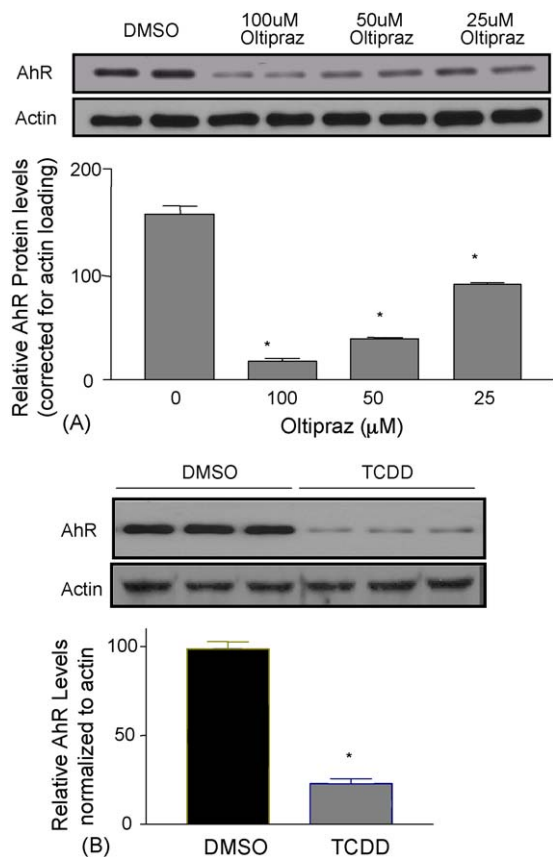 DMSO 100uM Oltipraz 50uM Oltipraz 25uM Oltipraz
AhR
Actin
Relative AhR Protein levels
(corrected for actin loading)
200
100
0
* * *
0 100 50 25
Oltipraz (µM)
(A)
DMSO TCDD
AhR
Actin
Relative AhR Levels
normalized to actin
100
50
0
*
DMSO TCDD
(B)